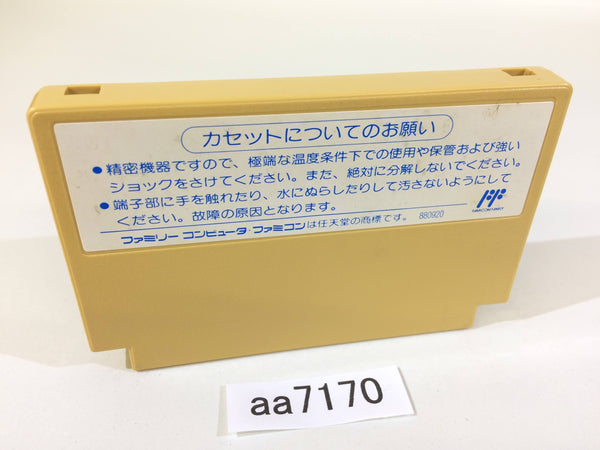 カセットについてのお願い
●精密機器ですので、極端な温度条件下での使用や保管および強い
ショックをさけてください。また、絶対に分解しないでください。
●端子部に手を触れたり、水にぬらしたりして汚さないようにして
ください。故障の原因となります。
ファミリー コンピュータ・ファミコンは任天堂の商標です。 880920
aa7170